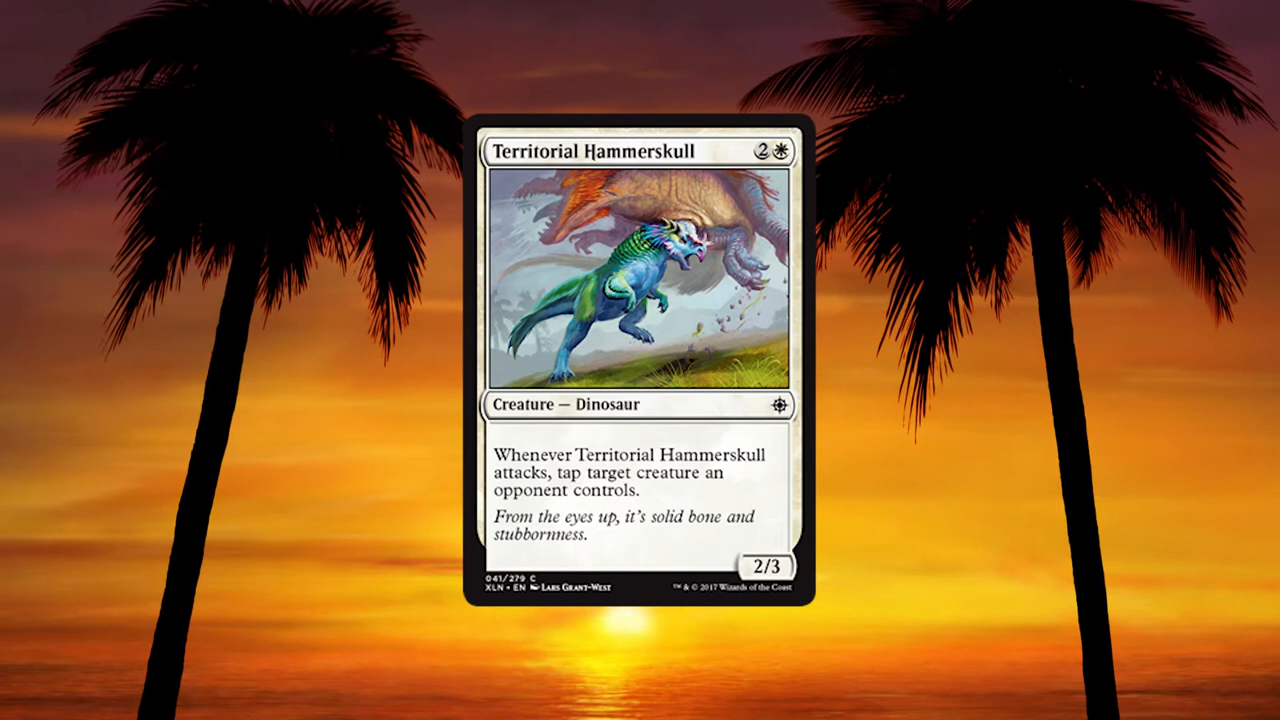 Territorial Hammerskull 2
Creature — Dinosaur
Whenever Territorial Hammerskull
attacks, tap target creature an
opponent controls.
From the eyes up, it's solid bone and
stubbornness.
2/3
041/279 C
XLN • EN Lars Grant-West
™ & © 2017 Wizards of the Coast